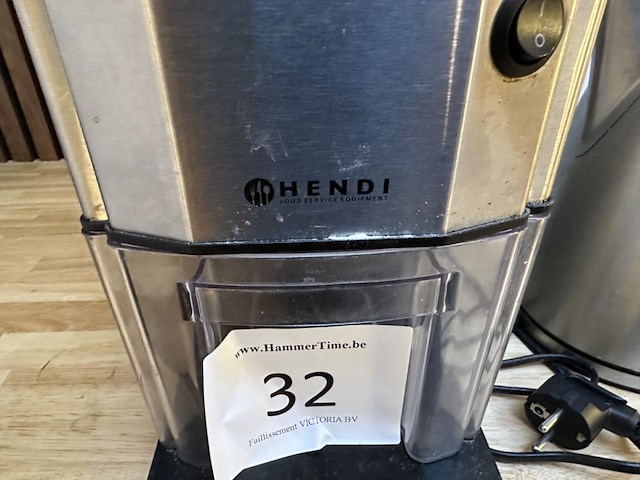 HENDI
FOOD SERVICE EQUIPMENT
www.HammerTime.be
32
Faillissement VICTORIA BV